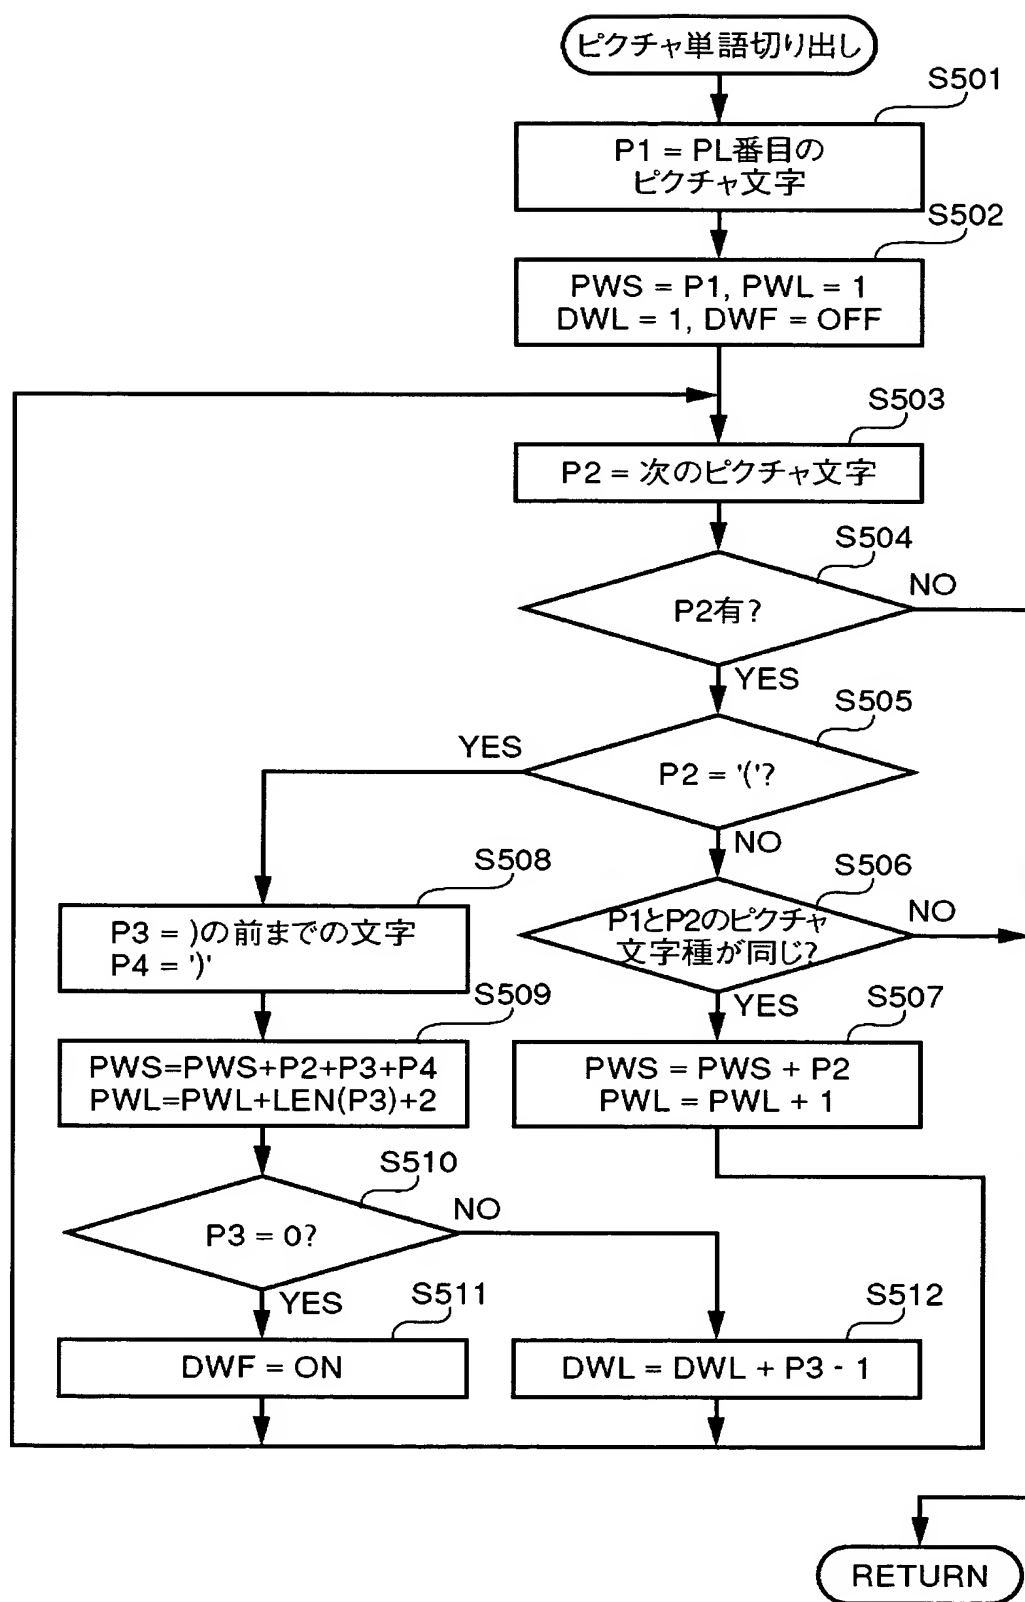 ピクチャ単語切り出し
S501
P1 = PL番目の
ピクチャ文字
S502
PWS = P1, PWL = 1
DWL = 1, DWF = OFF
S503
P2 = 次のピクチャ文字
S504
P2有?
NO
YES
S505
P2 = '('?
YES
NO
S506
P1とP2のピクチャ
文字種が同じ?
NO
YES
S507
PWS = PWS + P2
PWL = PWL + 1
S508
P3 = )の前までの文字
P4 = ')'
S509
PWS=PWS+P2+P3+P4
PWL=PWL+LEN(P3)+2
S510
P3 = 0?
NO
YES
S511
DWF = ON
S512
DWL = DWL + P3 - 1
RETURN